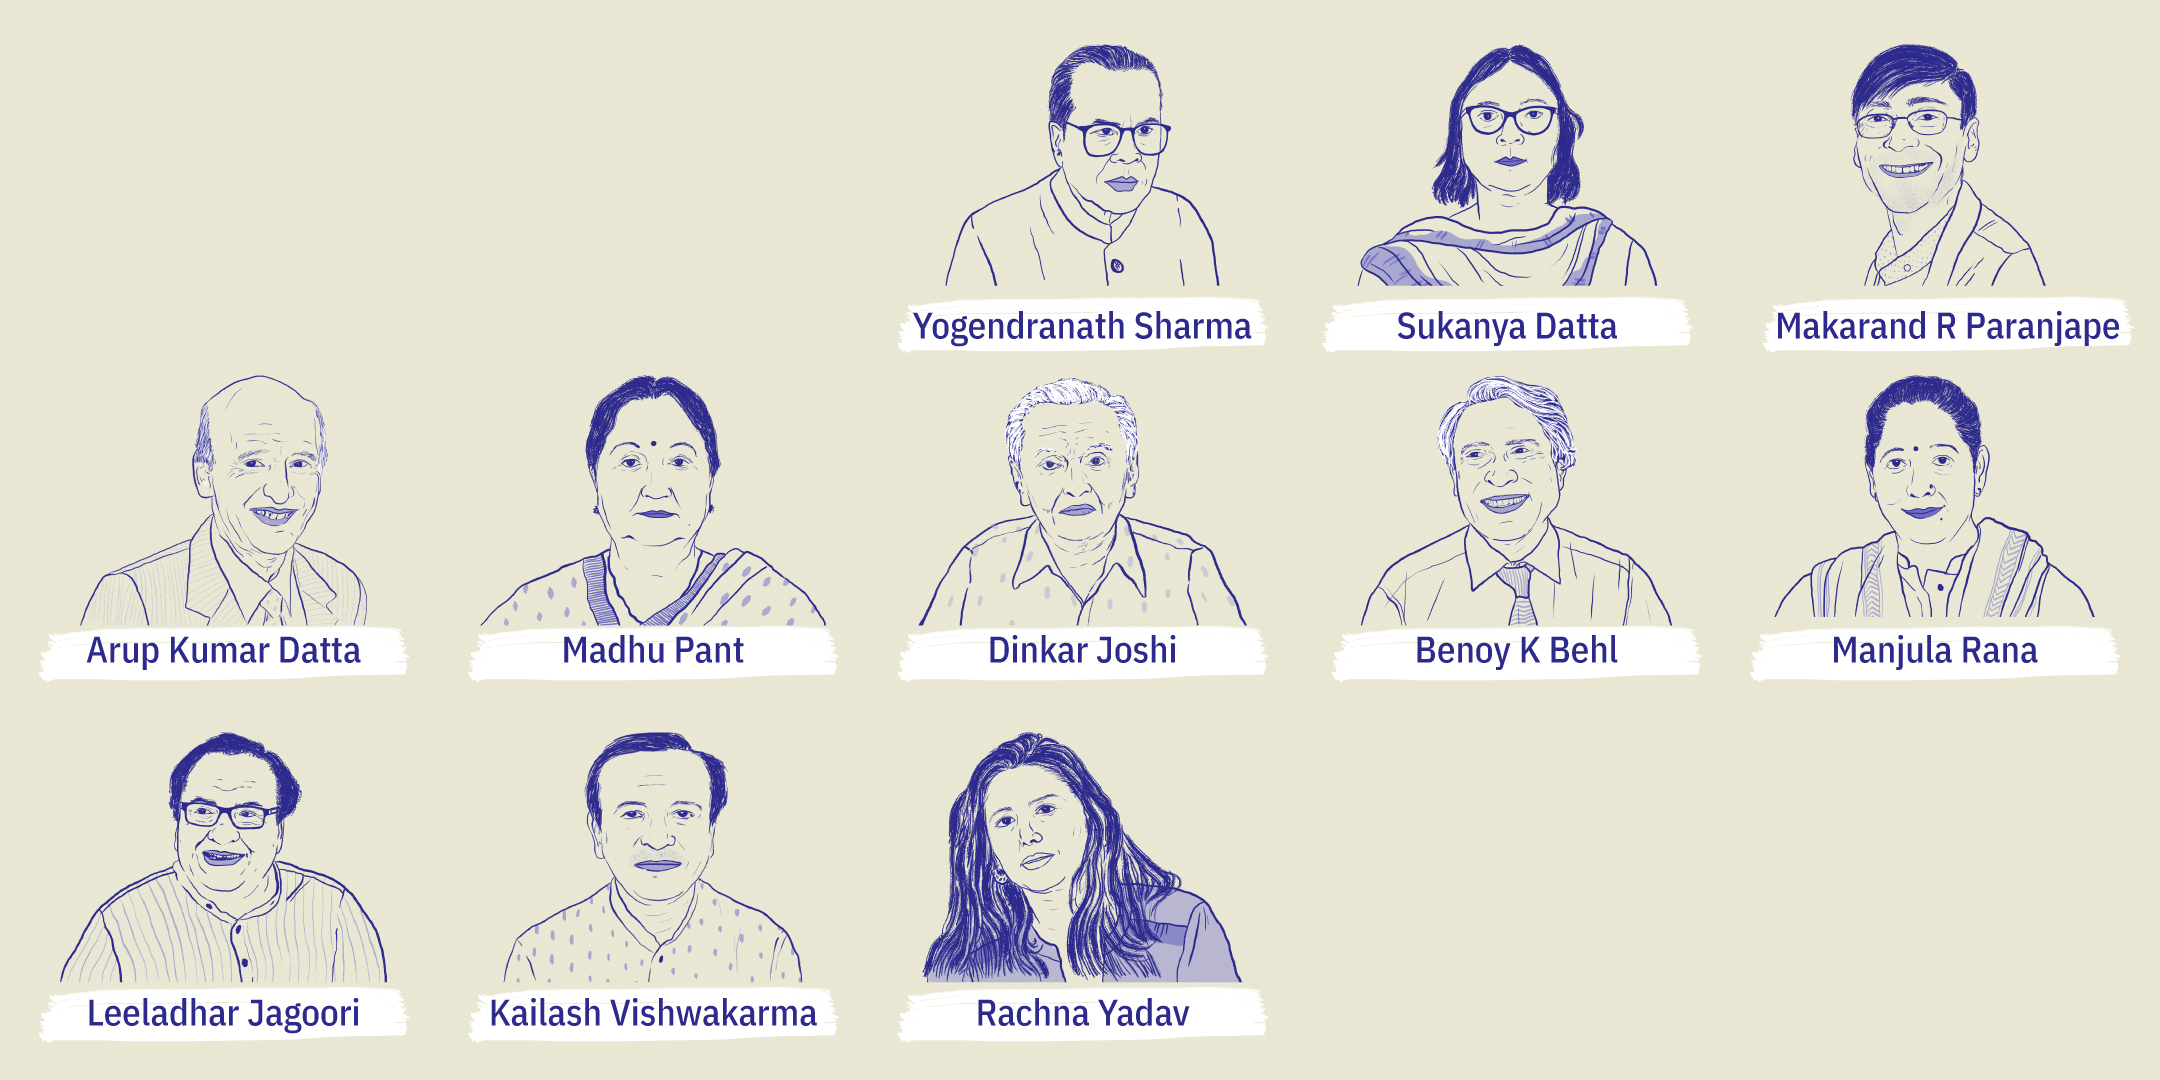 Yogendranath Sharma
Sukanya Datta
Makarand R Paranjape
Arup Kumar Datta
Madhu Pant
Dinkar Joshi
Benoy K Behl
Manjula Rana
Leeladhar Jagoori
Kailash Vishwakarma
Rachna Yadav